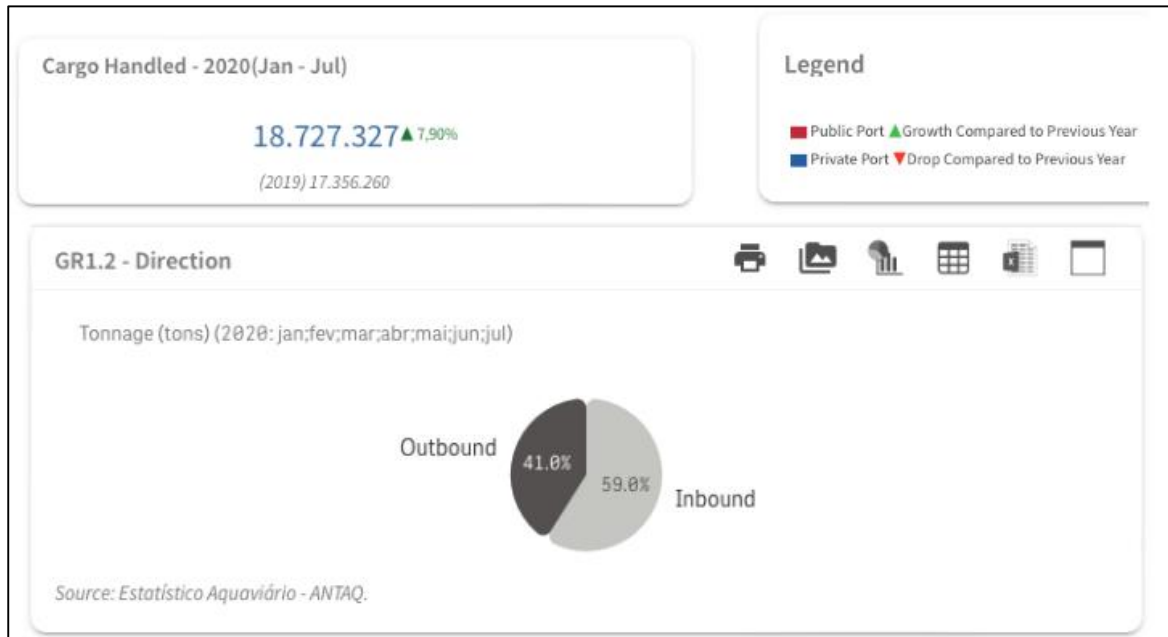 Cargo Handled - 2020(Jan - Jul)
18.727.327▲7,90%
(2019) 17.356.260
Legend
Public Port ▲Growth Compared to Previous Year
Private Port ▼Drop Compared to Previous Year
GR1.2 - Direction
Tonnage (tons) (2020: jan;fev;mar;abr;mai;jun;jul)
Outbound
41.0%
59.0%
Inbound
Source: Estatístico Aquaviário - ANTAQ.